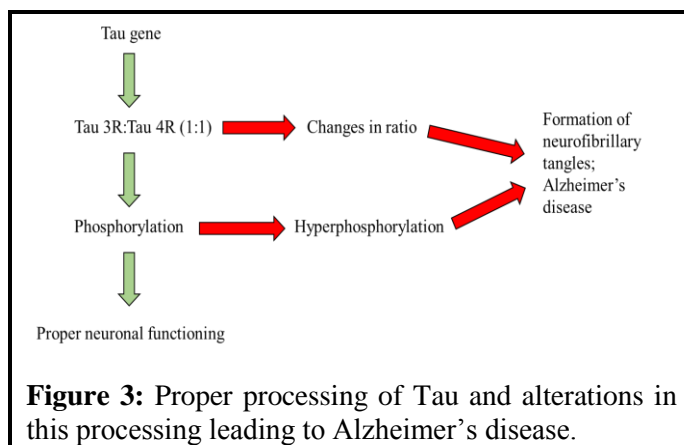 Tau gene
Tau 3R:Tau 4R (1:1)
Changes in ratio
Formation of
neurofibrillary
tangles;
Alzheimer's
disease
Phosphorylation
Hyperphosphorylation
Proper neuronal functioning
Figure 3: Proper processing of Tau and alterations in
this processing leading to Alzheimer's disease.